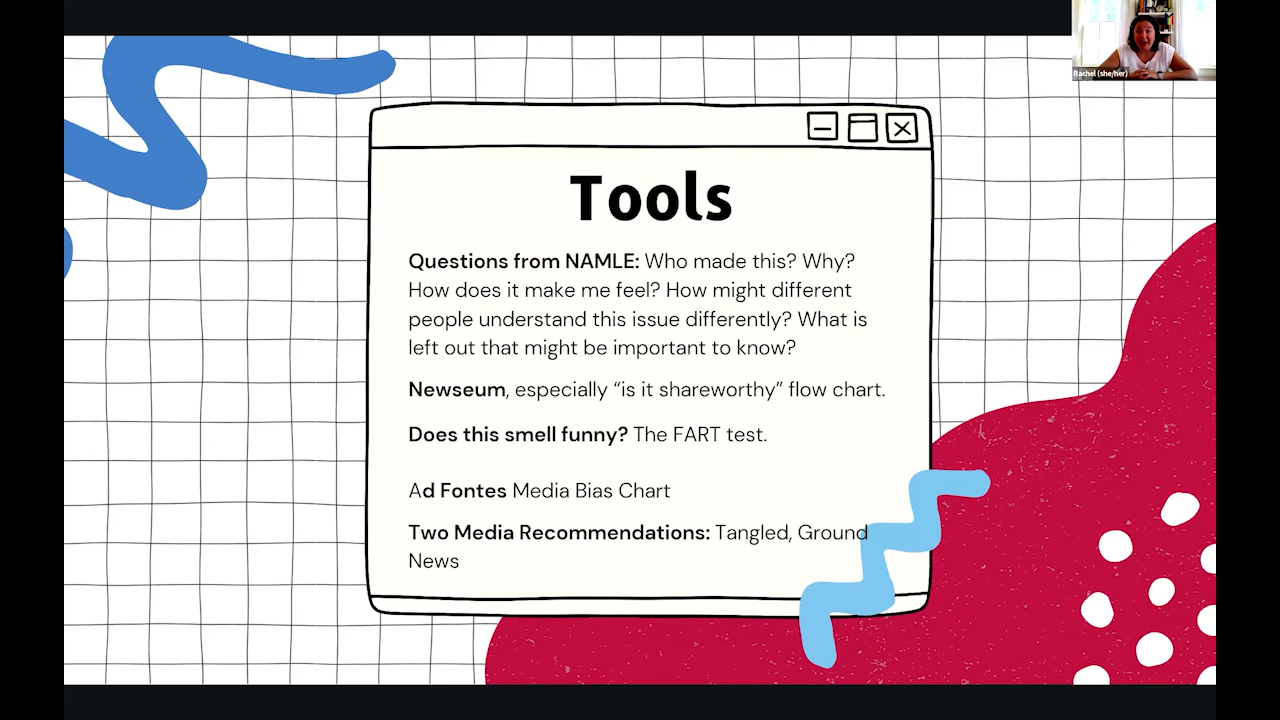 Rachel (she/her)
Tools
Questions from NAMLE: Who made this? Why?
How does it make me feel? How might different
people understand this issue differently? What is
left out that might be important to know?
Newseum, especially “is it shareworthy” flow chart.
Does this smell funny? The FART test.
Ad Fontes Media Bias Chart
Two Media Recommendations: Tangled, Ground
News